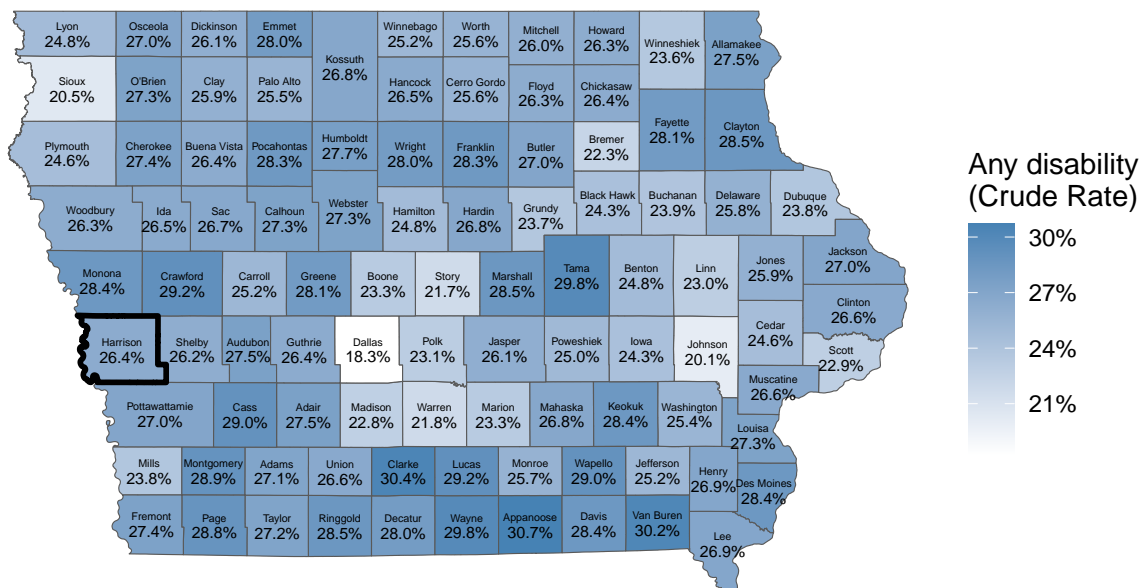 Lyon
24.8%
Osceola
27.0%
Dickinson
26.1%
Emmet
28.0%
Kossuth
26.8%
Winnebago
25.2%
Worth
25.6%
Mitchell
26.0%
Howard
26.3%
Winneshiek
23.6%
Allamakee
27.5%
Sioux
20.5%
O'Brien
27.3%
Clay
25.9%
Palo Alto
25.5%
Hancock
26.5%
Cerro Gordo
25.6%
Floyd
26.3%
Chickasaw
26.4%
Plymouth
24.6%
Cherokee
27.4%
Buena Vista
26.4%
Pocahontas
28.3%
Humboldt
27.7%
Wright
28.0%
Franklin
28.3%
Butler
27.0%
Bremer
22.3%
Fayette
28.1%
Clayton
28.5%
Woodbury
26.3%
Ida
26.5%
Sac
26.7%
Calhoun
27.3%
Webster
27.3%
Hamilton
24.8%
Hardin
26.8%
Grundy
23.7%
Black Hawk
24.3%
Buchanan
23.9%
Delaware
25.8%
Dubuque
23.8%
Monona
28.4%
Crawford
29.2%
Carroll
25.2%
Greene
28.1%
Boone
23.3%
Story
21.7%
Marshall
28.5%
Tama
29.8%
Benton
24.8%
Linn
23.0%
Jones
25.9%
Jackson
27.0%
Clinton
26.6%
Harrison
26.4%
Shelby
26.2%
Audubon
27.5%
Guthrie
26.4%
Dallas
18.3%
Polk
23.1%
Jasper
26.1%
Poweshiek
25.0%
Iowa
24.3%
Johnson
20.1%
Cedar
24.6%
Scott
22.9%
Muscatine
26.6%
Pottawattamie
27.0%
Cass
29.0%
Adair
27.5%
Madison
22.8%
Warren
21.8%
Marion
23.3%
Mahaska
26.8%
Keokuk
28.4%
Washington
25.4%
Louisa
27.3%
Mills
23.8%
Montgomery
28.9%
Adams
27.1%
Union
26.6%
Clarke
30.4%
Lucas
29.2%
Monroe
25.7%
Wapello
29.0%
Jefferson
25.2%
Henry
26.9%
Des Moines
28.4%
Fremont
27.4%
Page
28.8%
Taylor
27.2%
Ringgold
28.5%
Decatur
28.0%
Wayne
29.8%
Appanoose
30.7%
Davis
28.4%
Van Buren
30.2%
Lee
26.9%
Any disability
(Crude Rate)
30%
27%
24%
21%